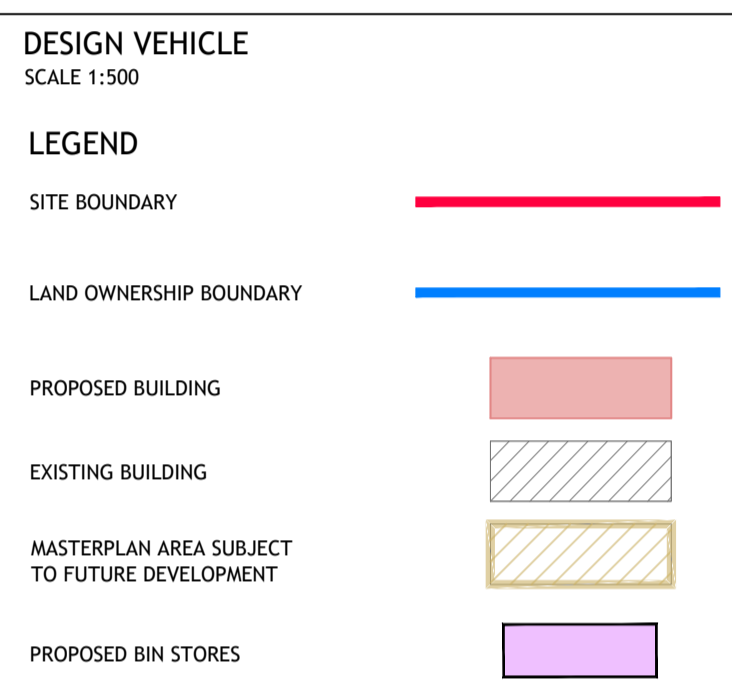 DESIGN VEHICLE
SCALE 1:500
LEGEND
SITE BOUNDARY
LAND OWNERSHIP BOUNDARY
PROPOSED BUILDING
EXISTING BUILDING
MASTERPLAN AREA SUBJECT
TO FUTURE DEVELOPMENT
PROPOSED BIN STORES